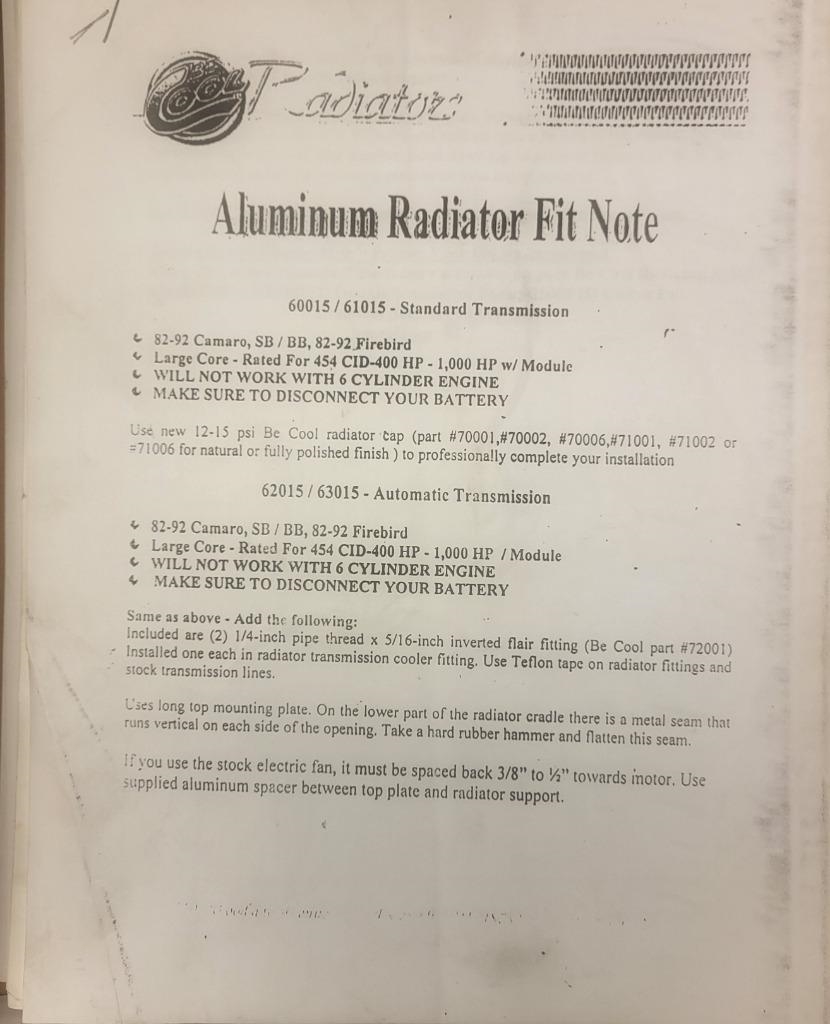 BE COOL Radiators
Aluminum Radiator Fit Note
60015 / 61015 - Standard Transmission
82-92 Camaro, SB / BB, 82-92 Firebird
Large Core - Rated For 454 CID-400 HP - 1,000 HP w/ Module
WILL NOT WORK WITH 6 CYLINDER ENGINE
MAKE SURE TO DISCONNECT YOUR BATTERY
Use new 12-15 psi Be Cool radiator cap (part #70001,#70002, #70006,#71001, #71002 or
#71006 for natural or fully polished finish ) to professionally complete your installation
62015 / 63015 - Automatic Transmission
82-92 Camaro, SB / BB, 82-92 Firebird
Large Core - Rated For 454 CID-400 HP - 1,000 HP / Module
WILL NOT WORK WITH 6 CYLINDER ENGINE
MAKE SURE TO DISCONNECT YOUR BATTERY
Same as above - Add the following:
Included are (2) 1/4-inch pipe thread x 5/16-inch inverted flair fitting (Be Cool part #72001)
Installed one each in radiator transmission cooler fitting. Use Teflon tape on radiator fittings and
stock transmission lines.
Uses long top mounting plate. On the lower part of the radiator cradle there is a metal seam that
runs vertical on each side of the opening. Take a hard rubber hammer and flatten this seam.
If you use the stock electric fan, it must be spaced back 3/8" to ½" towards motor. Use
supplied aluminum spacer between top plate and radiator support.